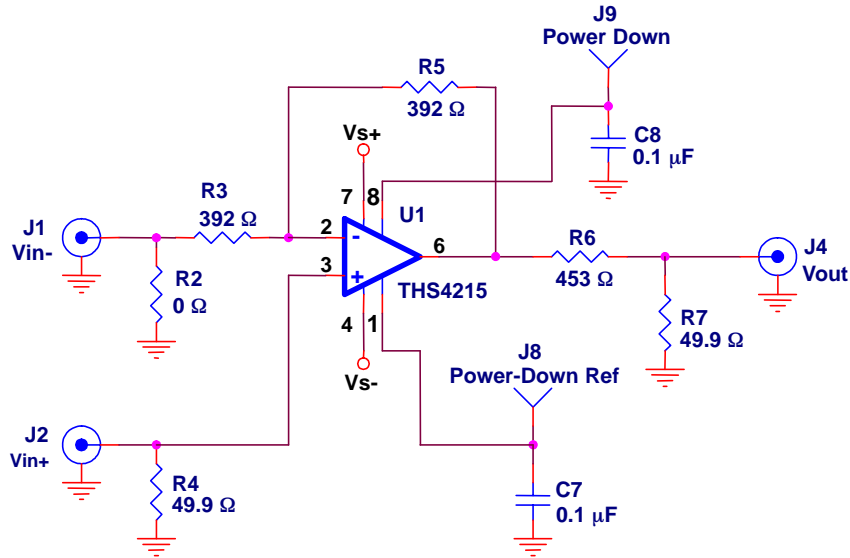 J9
Power Down
R5
392 Ω
Vs+
C8
0.1 µF
7 8
R3
392 Ω
U1
J1
Vin-
2
-
6
R6
453 Ω
J4
Vout
3
+
R2
0 Ω
THS4215
4 1
R7
49.9 Ω
Vs-
J8
Power-Down Ref
J2
Vin+
R4
49.9 Ω
C7
0.1 µF